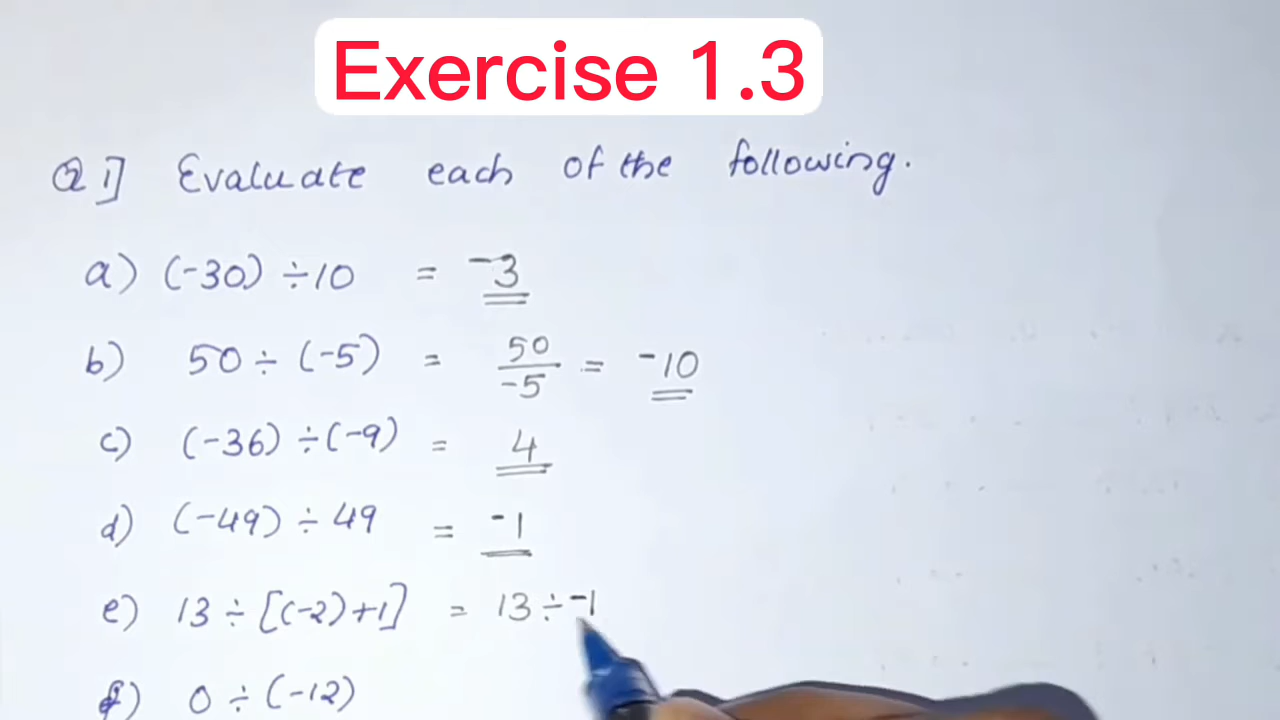 Exercise 1.3
Q1] Evaluate each of the following.
a) (-30) ÷ 10 = -3
b) 50 ÷ (-5) = 50/-5 = -10
c) (-36) ÷ (-9) = 4
d) (-49) ÷ 49 = -1
e) 13 ÷ [(-2)+1] = 13 ÷ -1
f) 0 ÷ (-12)